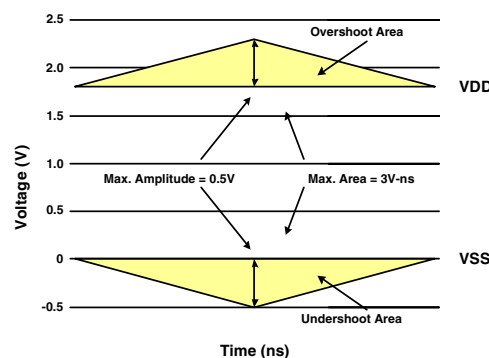 2.5
Overshoot Area
2.0
VDD
1.5
Voltage (V)
1.0
Max. Amplitude = 0.5V
Max. Area = 3V-ns
0.5
0
VSS
-0.5
Undershoot Area
Time (ns)